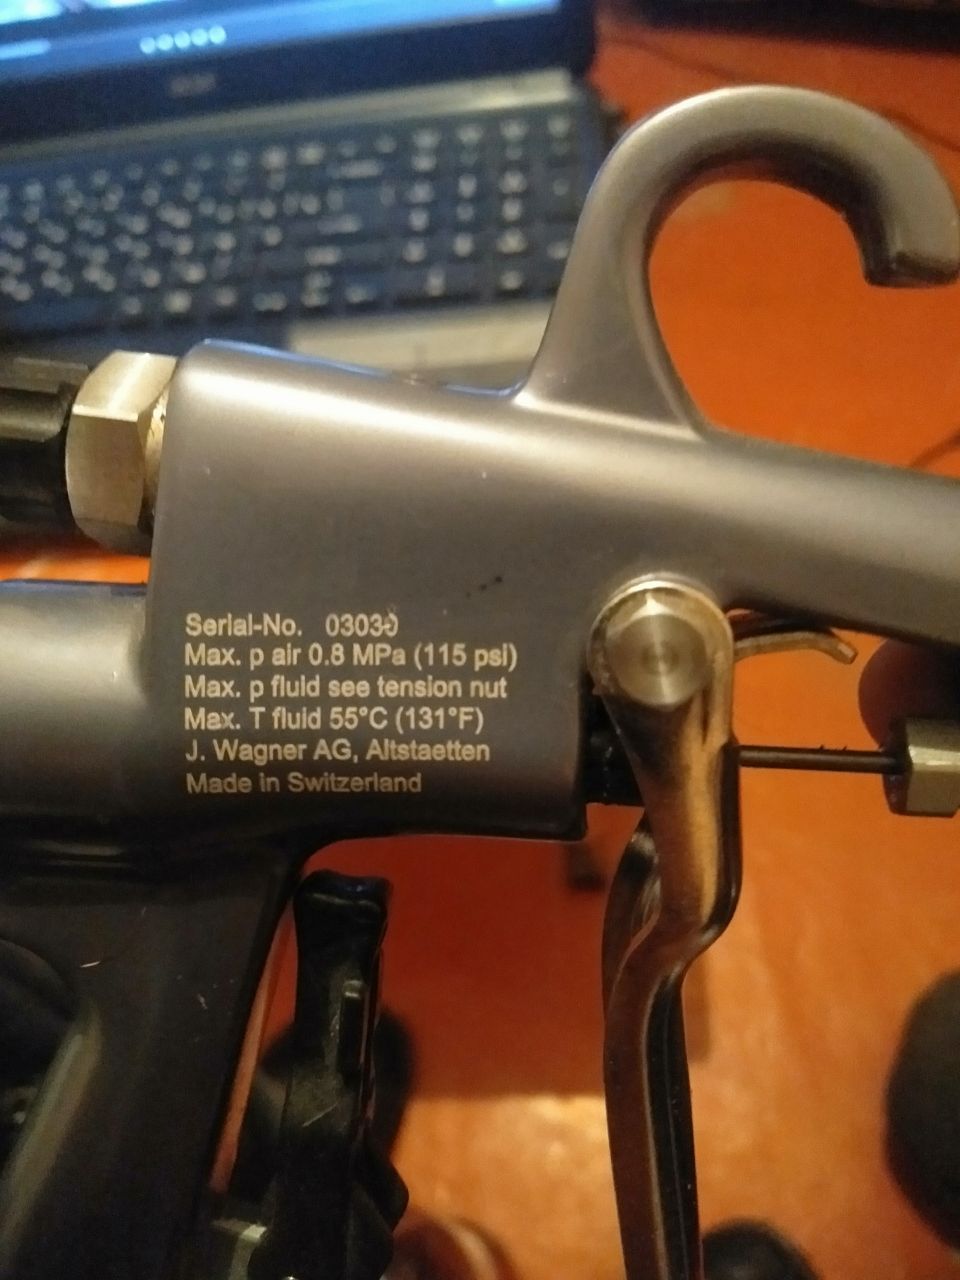 Serial-No. 03030
Max. p air 0.8 MPa (115 psi)
Max. p fluid see tension nut
Max. T fluid 55°C (131°F)
J. Wagner AG, Altstaetten
Made in Switzerland